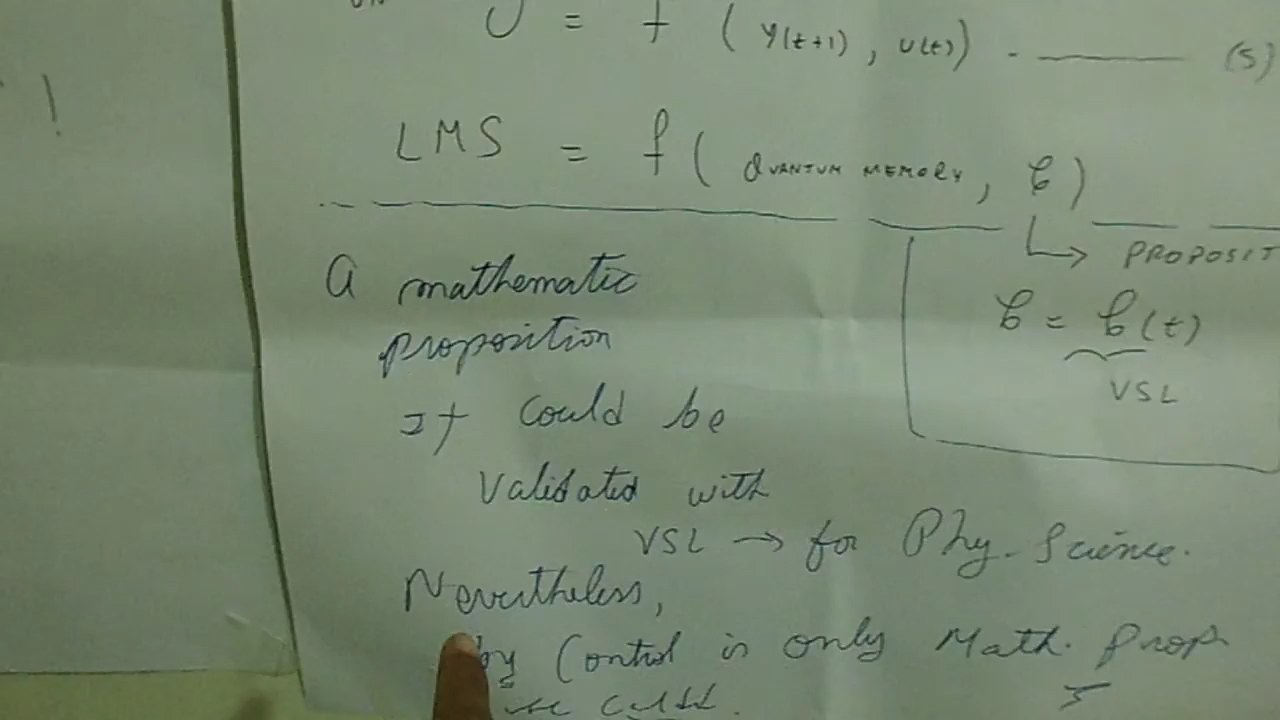 J = f ( y(t+1), u(t) ) - (5)
LMS = f ( QUANTUM MEMORY, C )
↳ PROPOSIT
C = C(t)
VSL
A mathematic
proposition
It could be
Validated with
VSL → for Phy. Science.
Nevertheless,
by Control is only Math. Prop